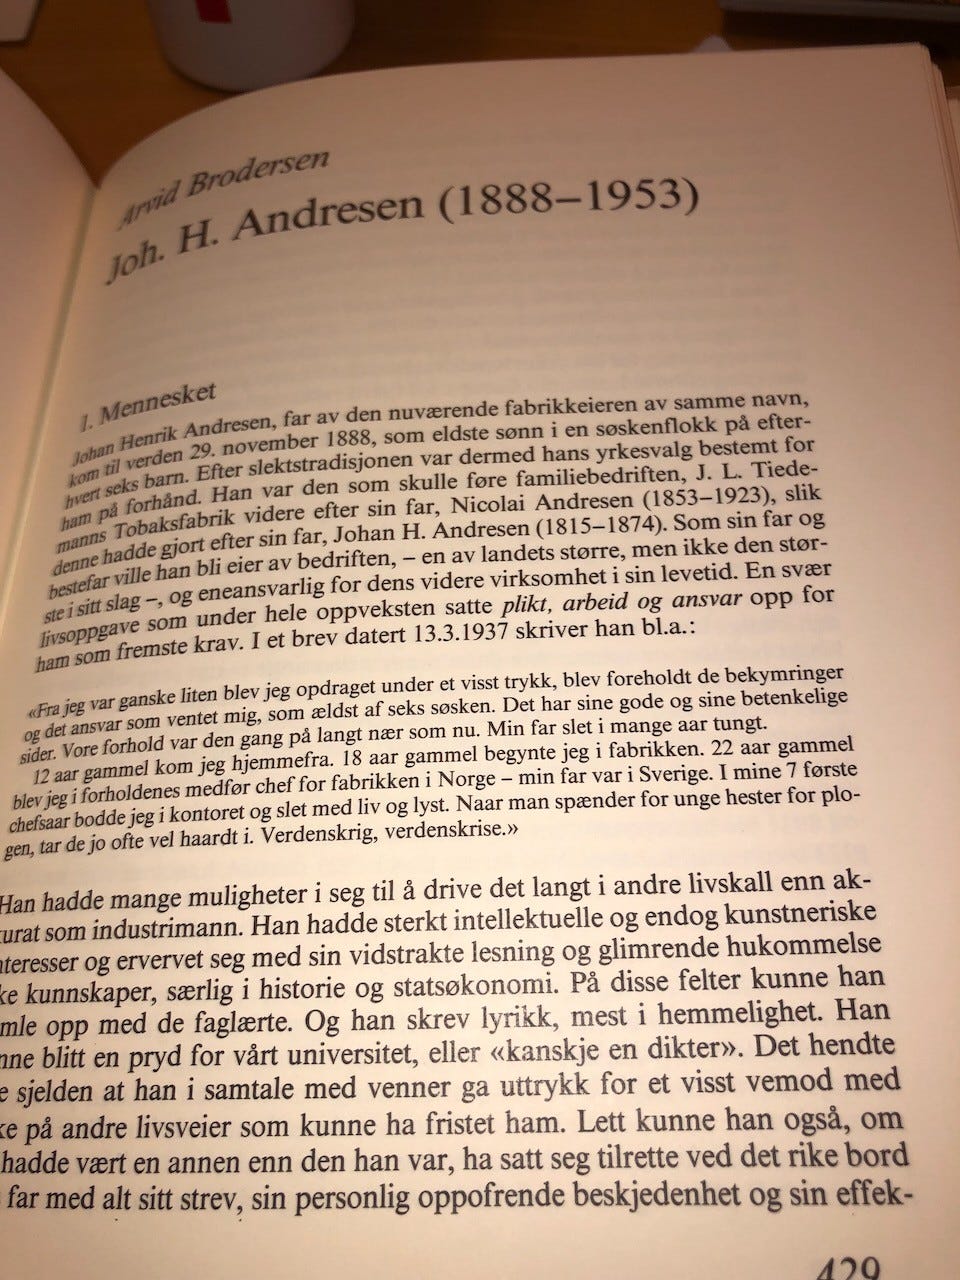 Arvid Brodersen
Joh. H. Andresen (1888–1953)
1. Mennesket
Johan Henrik Andresen, far av den nuværende fabrikkeieren av samme navn,
kom til verden 29. november 1888, som eldste sønn i en søskenflokk på efter-
hvert seks barn. Efter slektstradisjonen var dermed hans yrkesvalg bestemt for
ham på forhånd. Han var den som skulle føre familiebedriften, J. L. Tiede-
manns Tobaksfabrik videre efter sin far, Nicolai Andresen (1853–1923), slik
denne hadde gjort efter sin far, Johan H. Andresen (1815–1874). Som sin far og
bestefar ville han bli eier av bedriften, – en av landets større, men ikke den stør-
ste i sitt slag –, og eneansvarlig for dens videre virksomhet i sin levetid. En svær
livsoppgave som under hele oppveksten satte plikt, arbeid og ansvar opp for
ham som fremste krav. I et brev datert 13.3.1937 skriver han bl.a.:
«Fra jeg var ganske liten blev jeg opdraget under et visst trykk, blev foreholdt de bekymringer
og det ansvar som ventet mig, som ældst af seks søsken. Det har sine gode og sine betenkelige
sider. Vore forhold var den gang på langt nær som nu. Min far slet i mange aar tungt.
12 aar gammel kom jeg hjemmefra. 18 aar gammel begynte jeg i fabrikken. 22 aar gammel
blev jeg i forholdenes medfør chef for fabrikken i Norge – min far var i Sverige. I mine 7 første
chefsaar bodde jeg i kontoret og slet med liv og lyst. Naar man spænder for unge hester for plo-
gen, tar de jo ofte vel haardt i. Verdenskrig, verdenskrise.»
Han hadde mange muligheter i seg til å drive det langt i andre livskall enn ak-
urat som industrimann. Han hadde sterkt intellektuelle og endog kunstneriske
nteresser og ervervet seg med sin vidstrakte lesning og glimrende hukommelse
ke kunnskaper, særlig i historie og statsøkonomi. På disse felter kunne han
mle opp med de faglærte. Og han skrev lyrikk, mest i hemmelighet. Han
nne blitt en pryd for vårt universitet, eller «kanskje en dikter». Det hendte
e sjelden at han i samtale med venner ga uttrykk for et visst vemod med
ke på andre livsveier som kunne ha fristet ham. Lett kunne han også, om
hadde vært en annen enn den han var, ha satt seg tilrette ved det rike bord
far med alt sitt strev, sin personlig oppofrende beskjedenhet og sin effek-
429